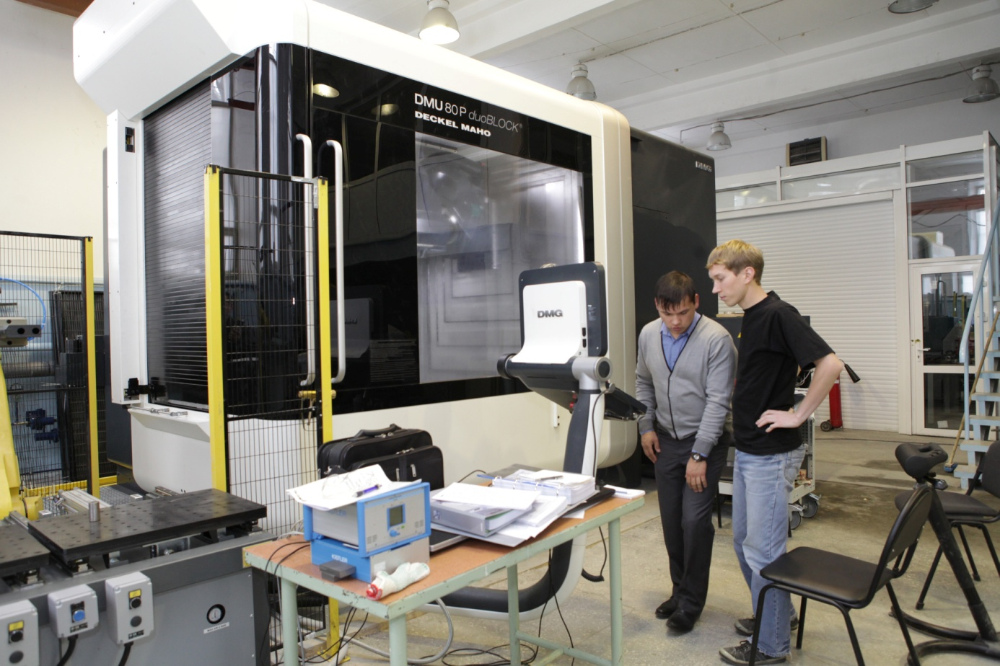 DMU 80 P duoBLOCK®
DECKEL MAHO
DMG
DMG
KISTLER